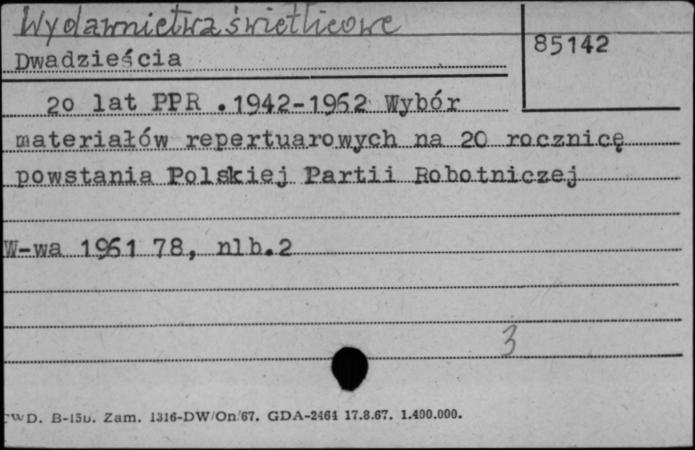 Wydawnictwa świetlicowe
85142
Dwadzieścia
20 lat PPR .1942-1962 Wybór
materiałów repertuarowych na 20 rocznicę
powstania Polskiej Partii Robotniczej
W-wa 1961 78, nlb.2
3
B-15b. Zam. 1316-DW/On/67. GDA-2464 17.8.67. 1.400.000.